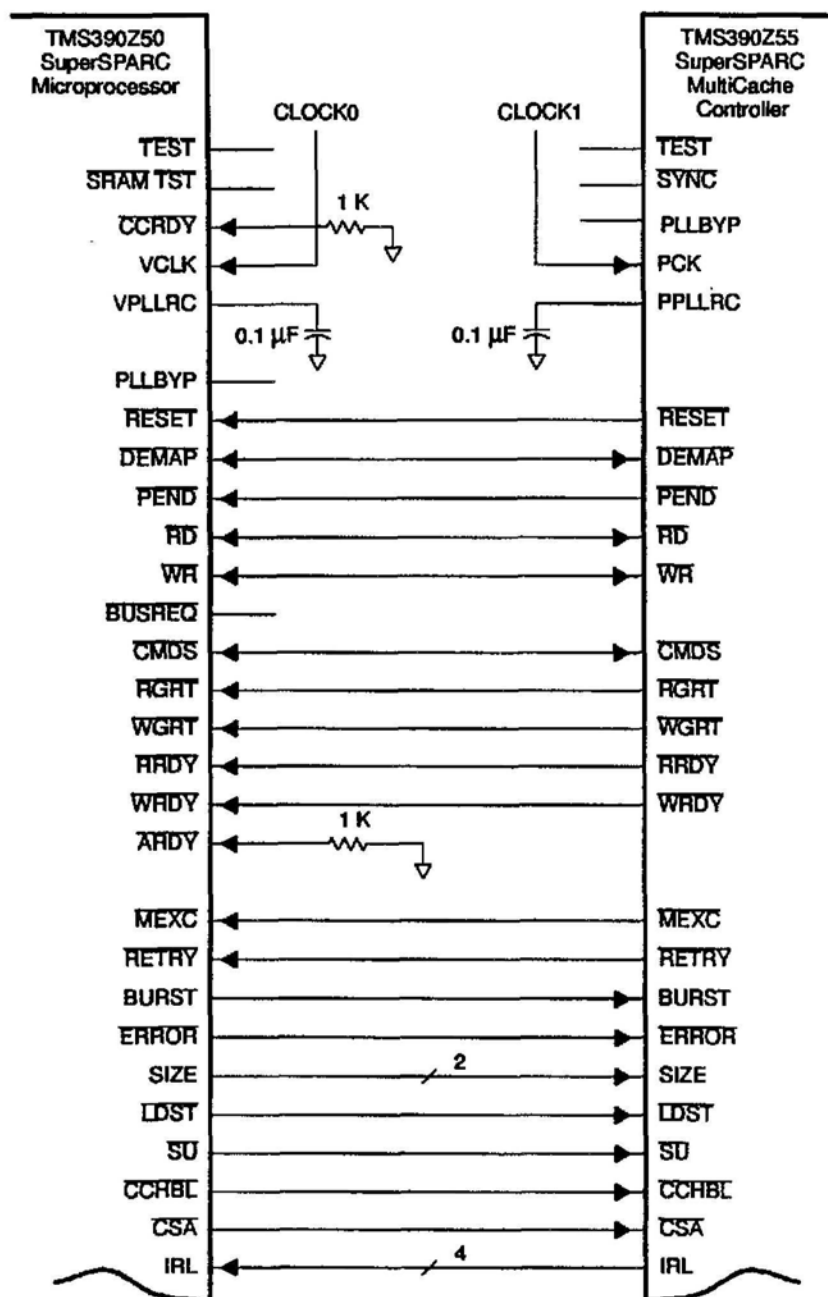 TMS390Z50
SuperSPARC
Microprocessor
TMS390Z55
SuperSPARC
MultiCache
Controller
CLOCK0 CLOCK1
TEST TEST
SRAM TST SYNC
1 K
CCRDY PLLBYP
VCLK PCK
VPLLRC PPLLRC
0.1 µF 0.1 µF
PLLBYP
RESET RESET
DEMAP DEMAP
PEND PEND
RD RD
WR WR
BUSREQ
CMDS CMDS
RGRT RGRT
WGRT WGRT
RRDY RRDY
WRDY WRDY
1 K
ARDY
MEXC MEXC
RETRY RETRY
BURST BURST
ERROR ERROR
SIZE 2 SIZE
LDST LDST
SU SU
CCHBL CCHBL
CSA CSA
IRL 4 IRL